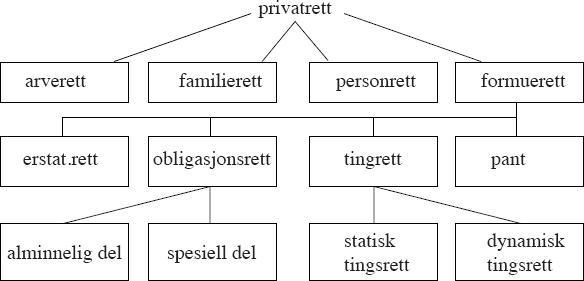 privatrett
arverett
familierett
personrett
formuerett
erstat.rett
obligasjonsrett
tingrett
pant
alminnelig del
spesiell del
statisk
tingsrett
dynamisk
tingsrett